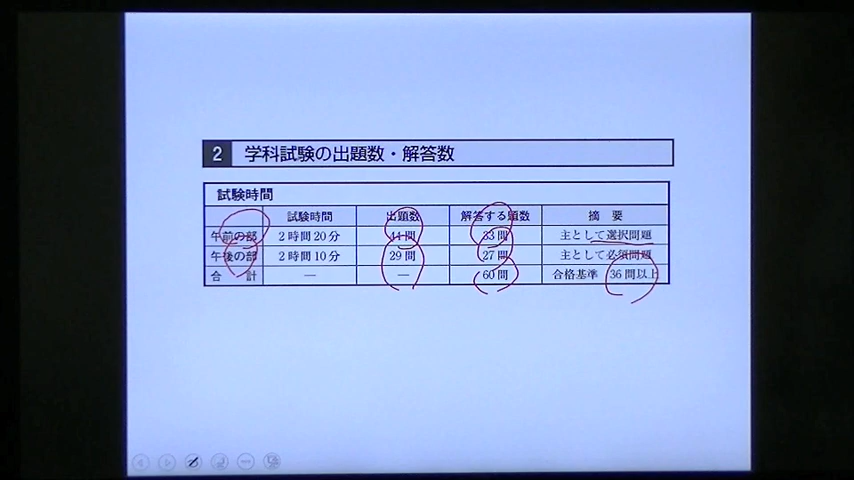 2 学科試験の出題数・解答数
試験時間
試験時間 出題数 解答する題数 摘 要
午前の部 2時間20分 44問 33問 主として選択問題
午後の部 2時間10分 29問 27問 主として必須問題
合 計 — — 60問 合格基準 36問以上